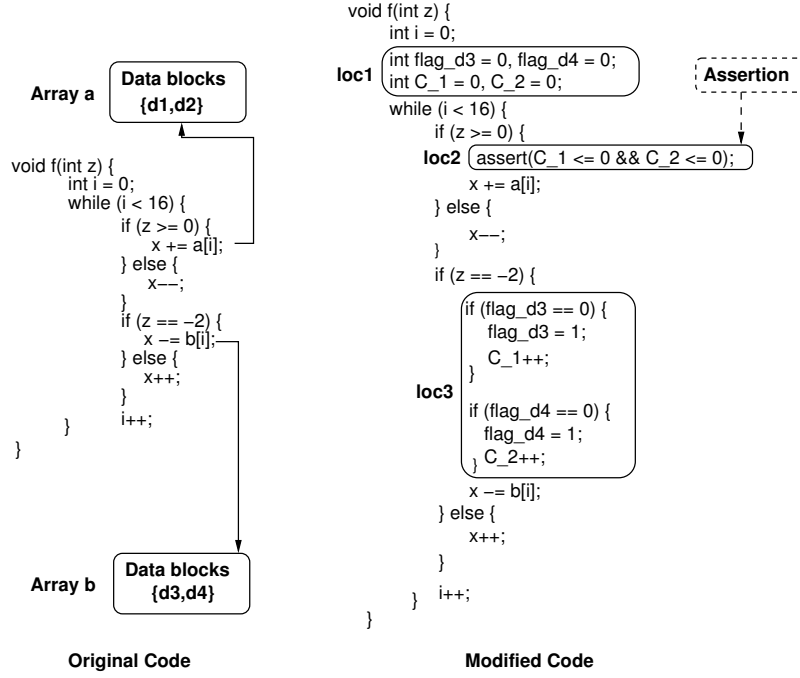 Array a
Data blocks
{d1,d2}
void f(int z) {
int i = 0;
while (i < 16) {
if (z >= 0) {
x += a[i];
} else {
x−−;
}
if (z == −2) {
x −= b[i];
} else {
x++;
}
i++;
}
}
Array b
Data blocks
{d3,d4}
Original Code
void f(int z) {
int i = 0;
loc1
int flag_d3 = 0, flag_d4 = 0;
int C_1 = 0, C_2 = 0;
Assertion
while (i < 16) {
if (z >= 0) {
loc2
assert(C_1 <= 0 && C_2 <= 0);
x += a[i];
} else {
x−−;
}
if (z == −2) {
loc3
if (flag_d3 == 0) {
flag_d3 = 1;
C_1++;
}
if (flag_d4 == 0) {
flag_d4 = 1;
} C_2++;
x −= b[i];
} else {
x++;
}
} i++;
}
Modified Code